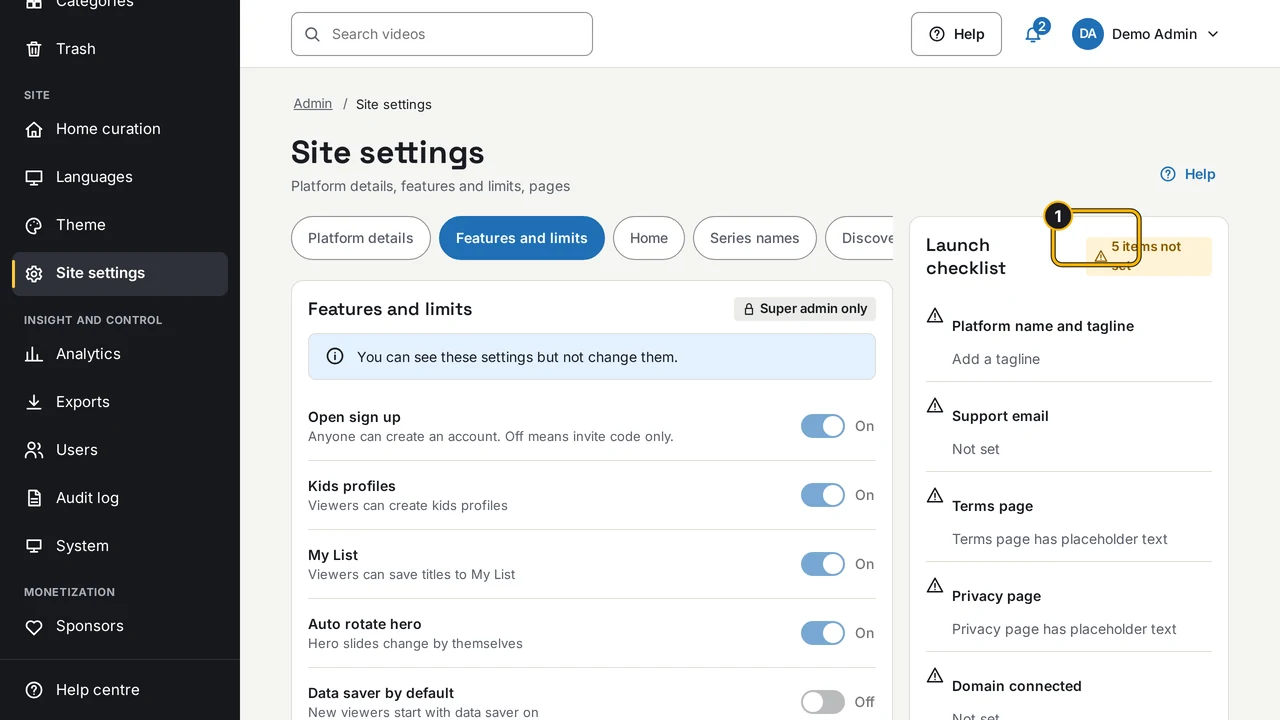 Categories
Trash
SITE
Home curation
Languages
Theme
Site settings
INSIGHT AND CONTROL
Analytics
Exports
Users
Audit log
System
MONETIZATION
Sponsors
Help centre
Search videos
Help
2
DA
Demo Admin
Admin / Site settings
Site settings
Platform details, features and limits, pages
Help
Platform details
Features and limits
Home
Series names
Discove
Features and limits
Super admin only
You can see these settings but not change them.
Open sign up
Anyone can create an account. Off means invite code only.
On
Kids profiles
Viewers can create kids profiles
On
My List
Viewers can save titles to My List
On
Auto rotate hero
Hero slides change by themselves
On
Data saver by default
New viewers start with data saver on
Off
1
Launch
checklist
5 items not
set
Platform name and tagline
Add a tagline
Support email
Not set
Terms page
Terms page has placeholder text
Privacy page
Privacy page has placeholder text
Domain connected
Not set